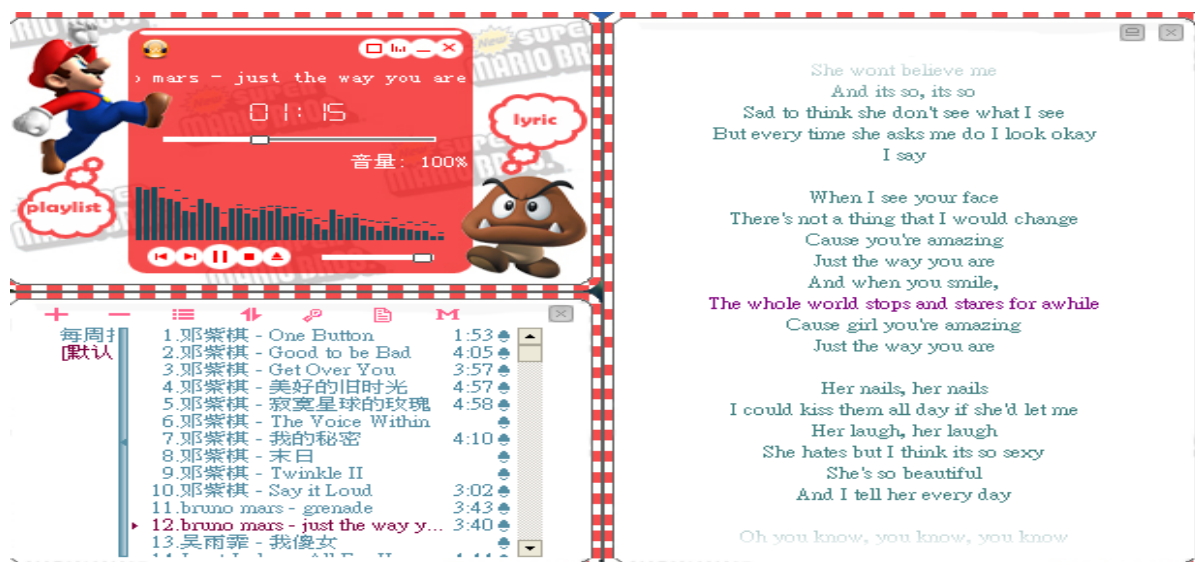 mars - just the way you are
01:15
音量: 100%
lyric
playlist
每周
[默认
1.邓紫棋 - One Button 1:53
2.邓紫棋 - Good to be Bad 4:05
3.邓紫棋 - Get Over You 3:57
4.邓紫棋 - 美好的旧时光 4:57
5.邓紫棋 - 寂寞星球的玫瑰 4:58
6.邓紫棋 - The Voice Within
7.邓紫棋 - 我的秘密 4:10
8.邓紫棋 - 末日
9.邓紫棋 - Twinkle II
10.邓紫棋 - Say it Loud 3:02
11.bruno mars - grenade 3:43
12.bruno mars - just the way y... 3:40
13.吴雨霏 - 我傻女
She wont believe me
And its so, its so
Sad to think she don't see what I see
But every time she asks me do I look okay
I say
When I see your face
There's not a thing that I would change
Cause you're amazing
Just the way you are
And when you smile,
The whole world stops and stares for awhile
Cause girl you're amazing
Just the way you are
Her nails, her nails
I could kiss them all day if she'd let me
Her laugh, her laugh
She hates but I think its so sexy
She's so beautiful
And I tell her every day
Oh you know, you know, you know